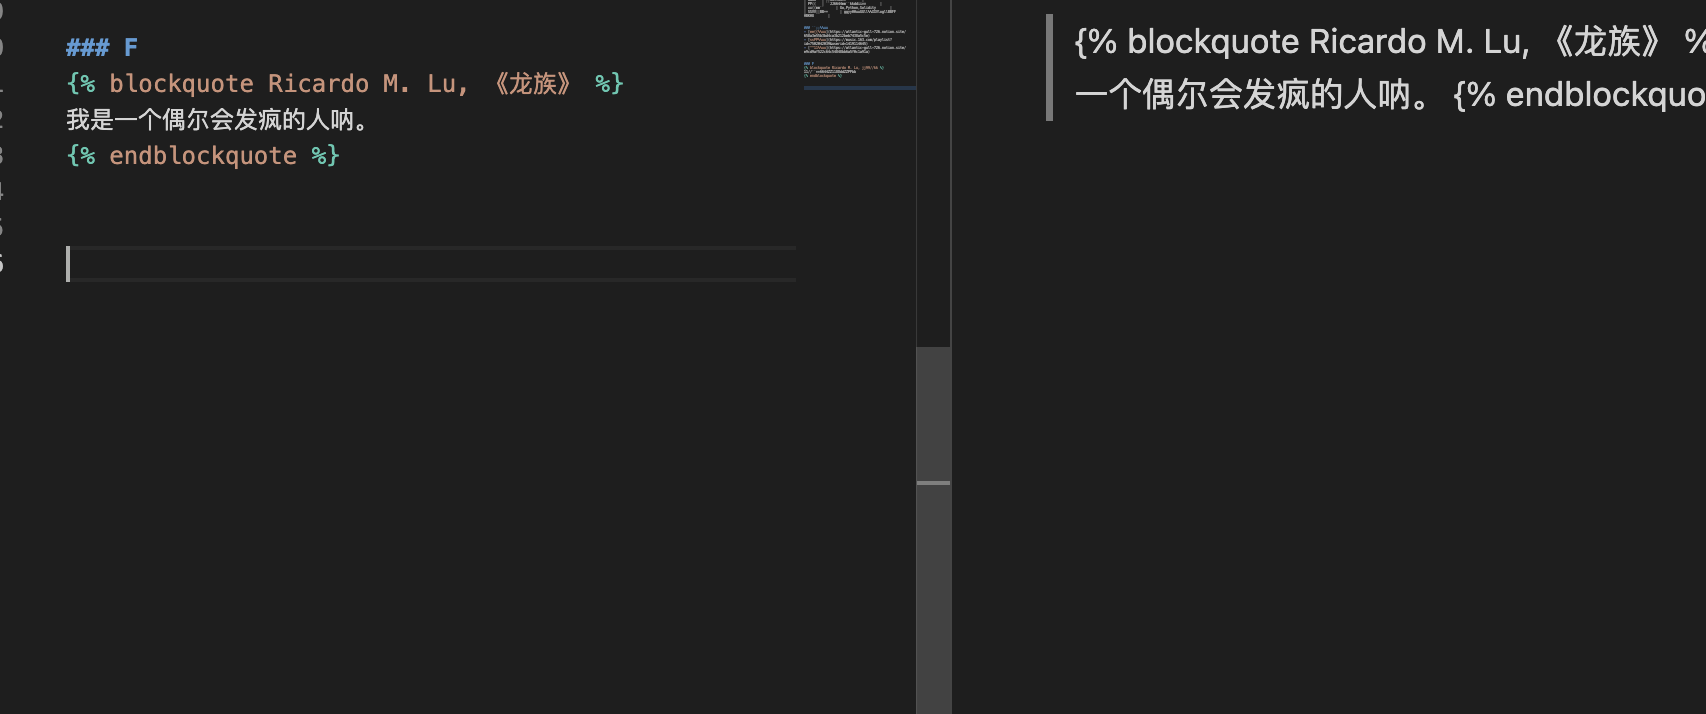 ### F
{% blockquote Ricardo M. Lu, 《龙族》 %}
我是一个偶尔会发疯的人呐。
{% endblockquote %}
{% blockquote Ricardo M. Lu, 《龙族》 %
一个偶尔会发疯的人呐。 {% endblockquo